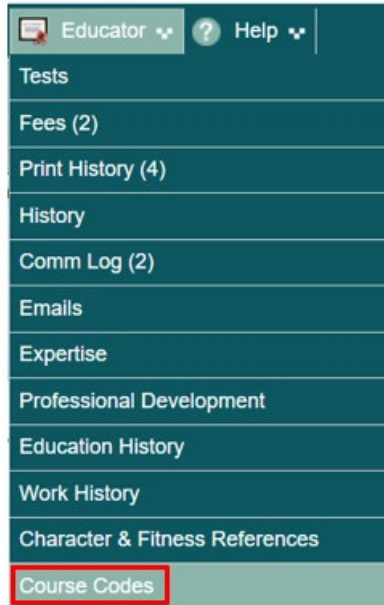 Educator ? Help
Tests
Fees (2)
Print History (4)
History
Comm Log (2)
Emails
Expertise
Professional Development
Education History
Work History
Character & Fitness References
Course Codes